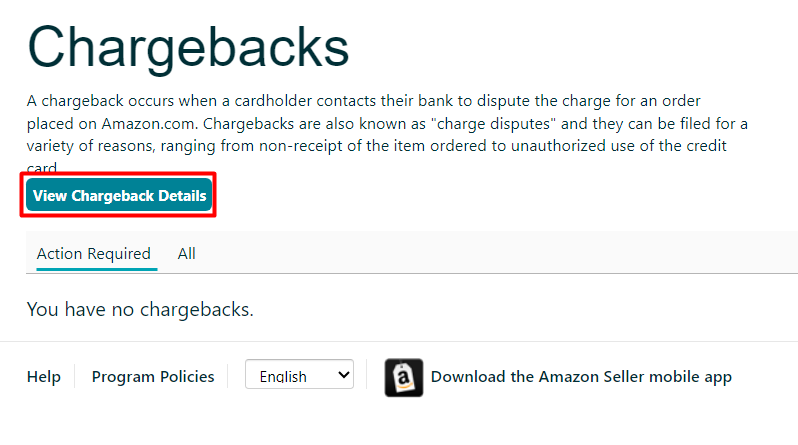 Chargebacks
A chargeback occurs when a cardholder contacts their bank to dispute the charge for an order
placed on Amazon.com. Chargebacks are also known as "charge disputes" and they can be filed for a
variety of reasons, ranging from non-receipt of the item ordered to unauthorized use of the credit
card.
View Chargeback Details
Action Required All
You have no chargebacks.
Help Program Policies English Download the Amazon Seller mobile app